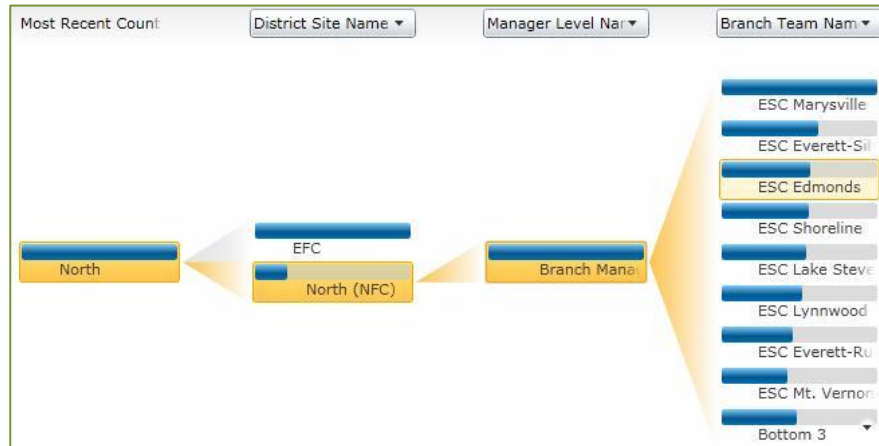 Most Recent Count
District Site Name
Manager Level Nar
Branch Team Nam
ESC Marysville
ESC Everett-Sil
ESC Edmonds
ESC Shoreline
EFC
North
Branch Mana
ESC Lake Steve
North (NFC)
ESC Lynnwood
ESC Everett-Ru
ESC Mt. Vernon
Bottom 3